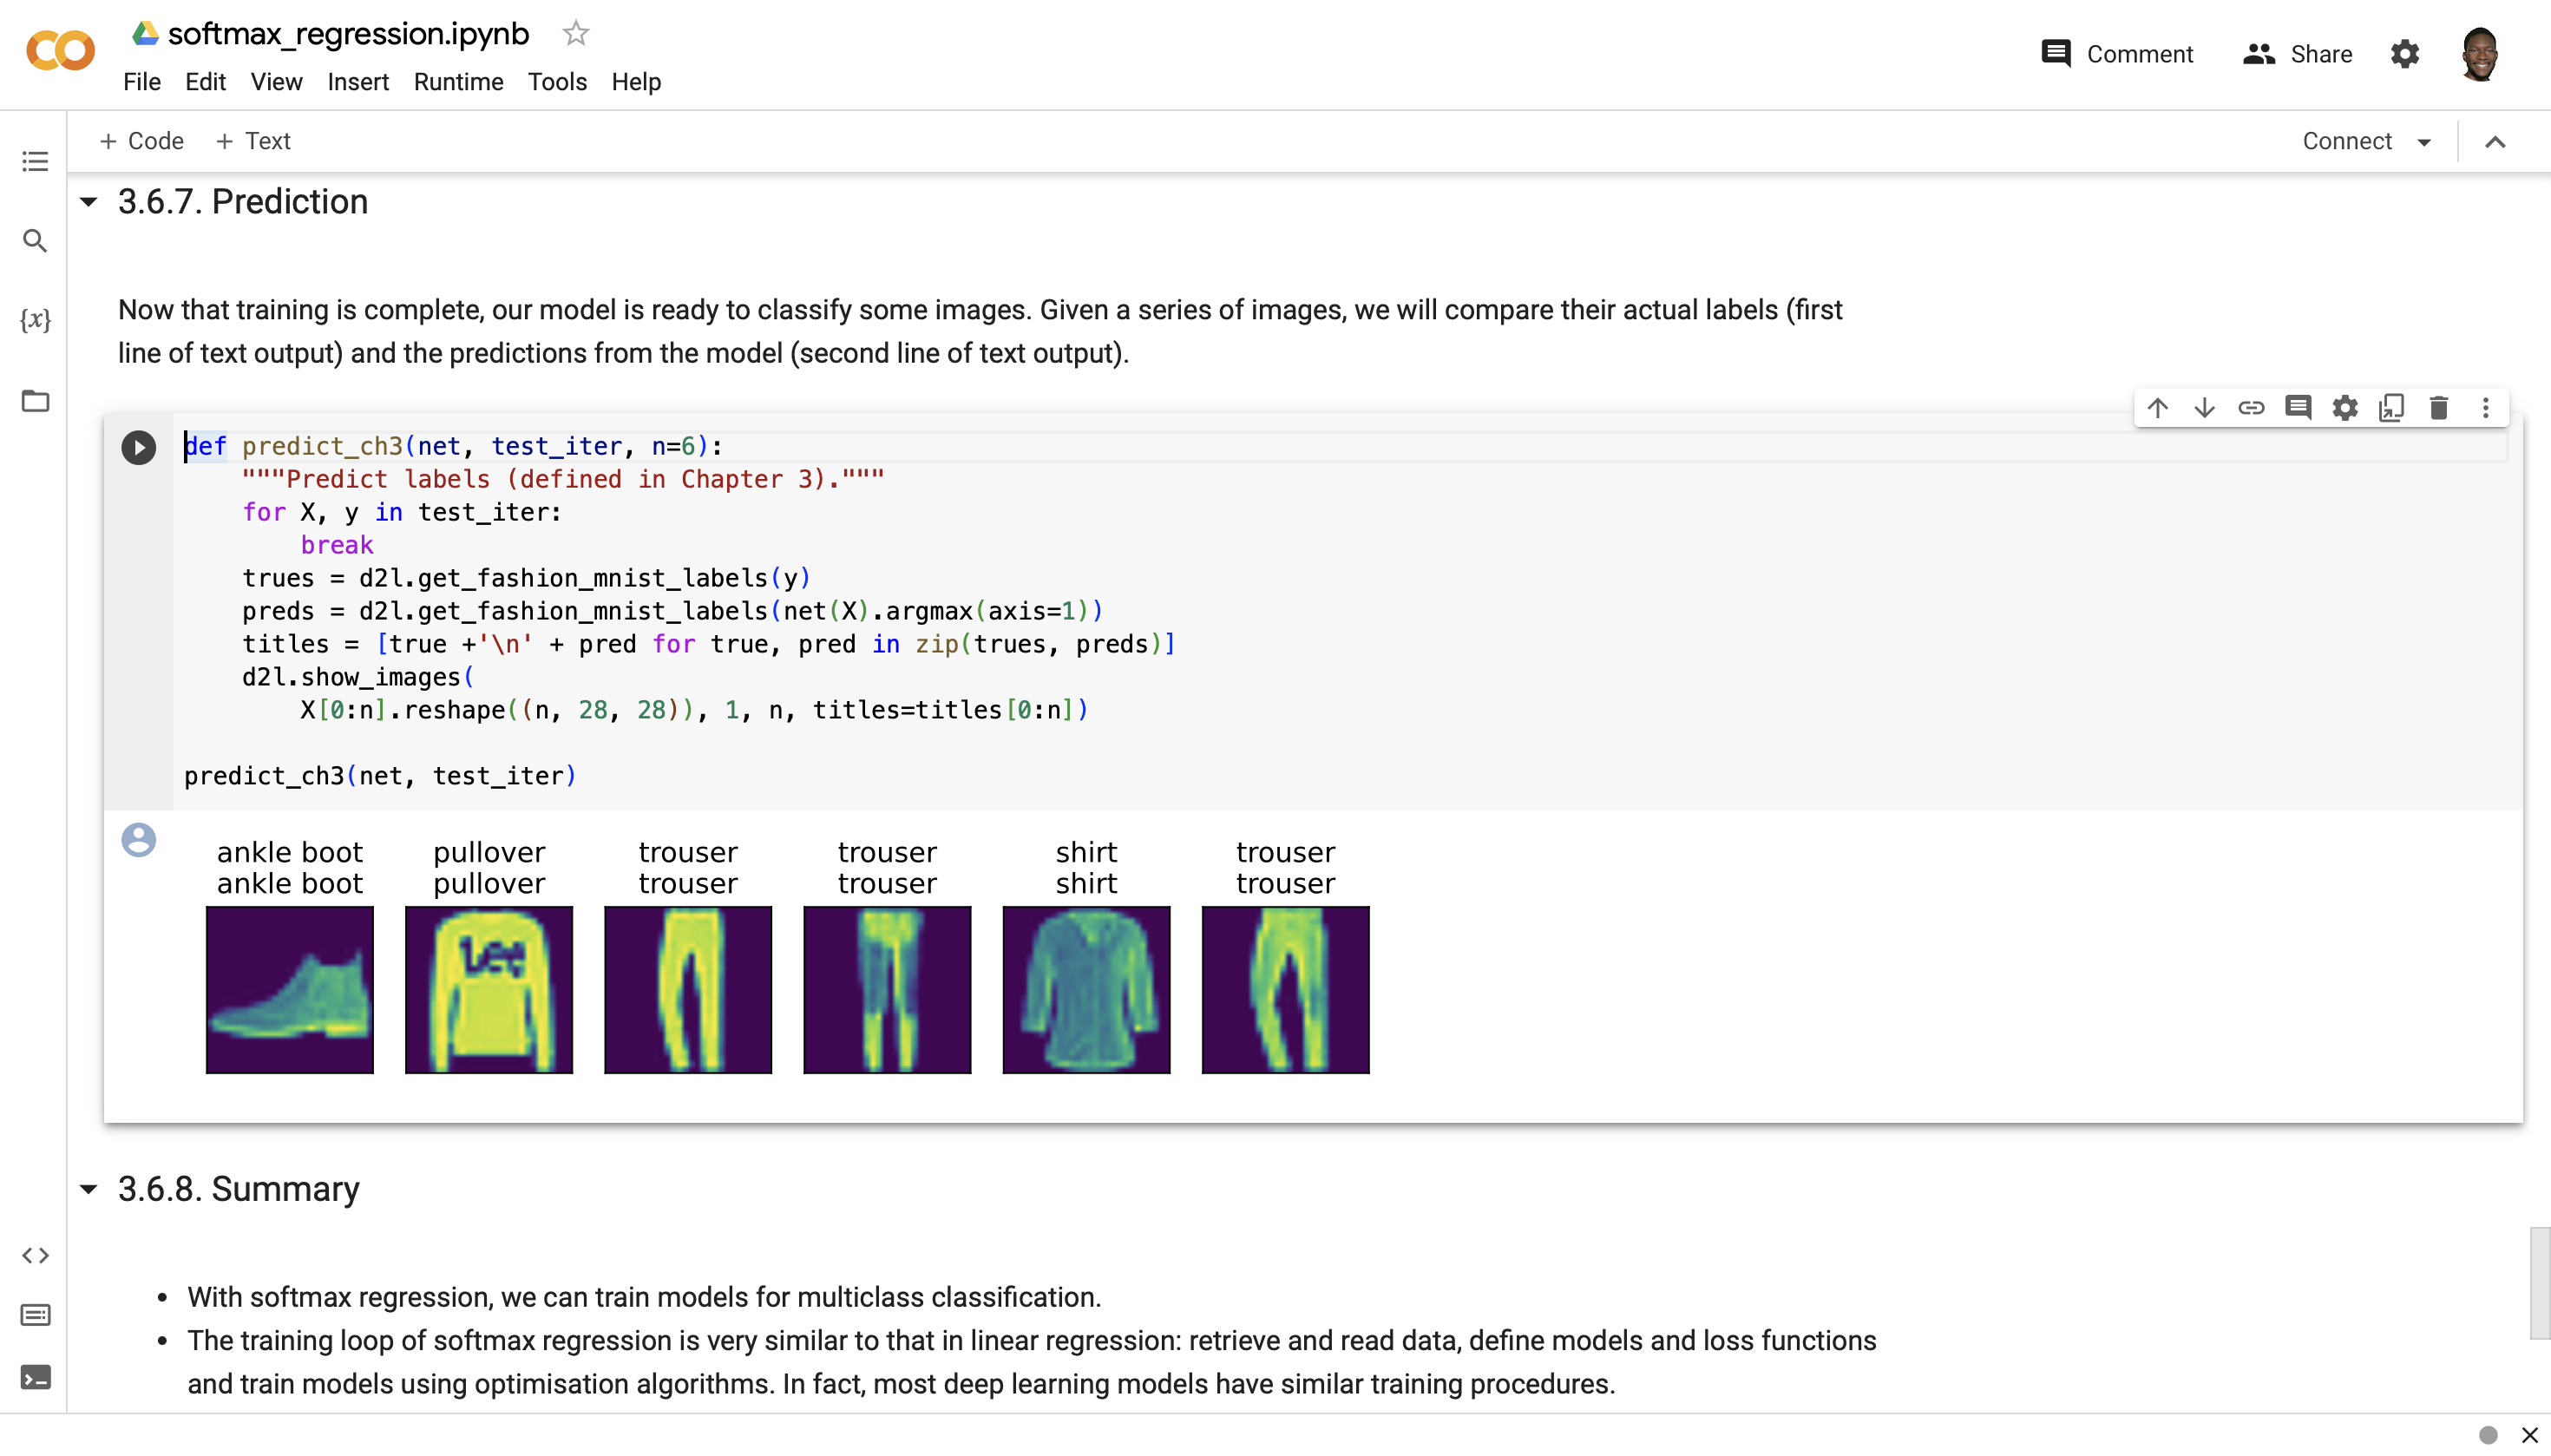 softmax_regression.ipynb
File Edit View Insert Runtime Tools Help
Comment Share
+ Code + Text
Connect
{x}
3.6.7. Prediction
Now that training is complete, our model is ready to classify some images. Given a series of images, we will compare their actual labels (first
line of text output) and the predictions from the model (second line of text output).
def predict_ch3(net, test_iter, n=6):
    """Predict labels (defined in Chapter 3)."""
    for X, y in test_iter:
        break
    trues = d2l.get_fashion_mnist_labels(y)
    preds = d2l.get_fashion_mnist_labels(net(X).argmax(axis=1))
    titles = [true +'\n' + pred for true, pred in zip(trues, preds)]
    d2l.show_images(
        X[0:n].reshape((n, 28, 28)), 1, n, titles=titles[0:n])
predict_ch3(net, test_iter)
ankle boot pullover trouser trouser shirt trouser
ankle boot pullover trouser trouser shirt trouser
Lee
3.6.8. Summary
• With softmax regression, we can train models for multiclass classification.
• The training loop of softmax regression is very similar to that in linear regression: retrieve and read data, define models and loss functions
and train models using optimisation algorithms. In fact, most deep learning models have similar training procedures.